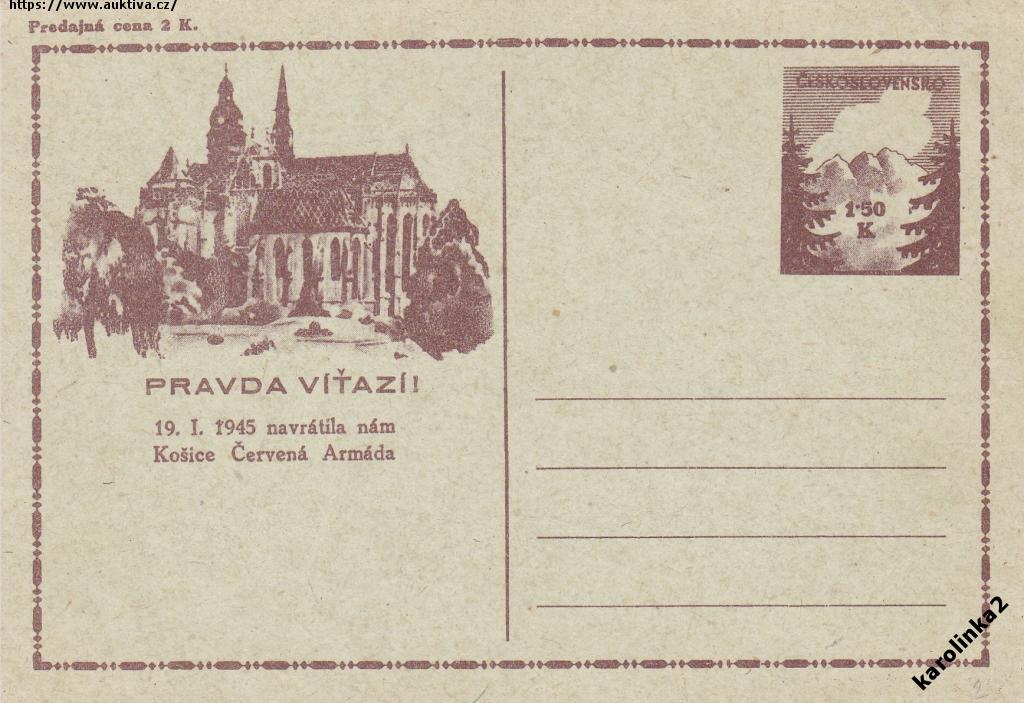 https://www.auktiva.cz/
Predajná cena 2 K.
ČESKOSLOVENSKO
1·50
K
PRAVDA VÍŤAZÍ!
19. I. 1945 navrátila nám
Košice Červená Armáda
karolinka2